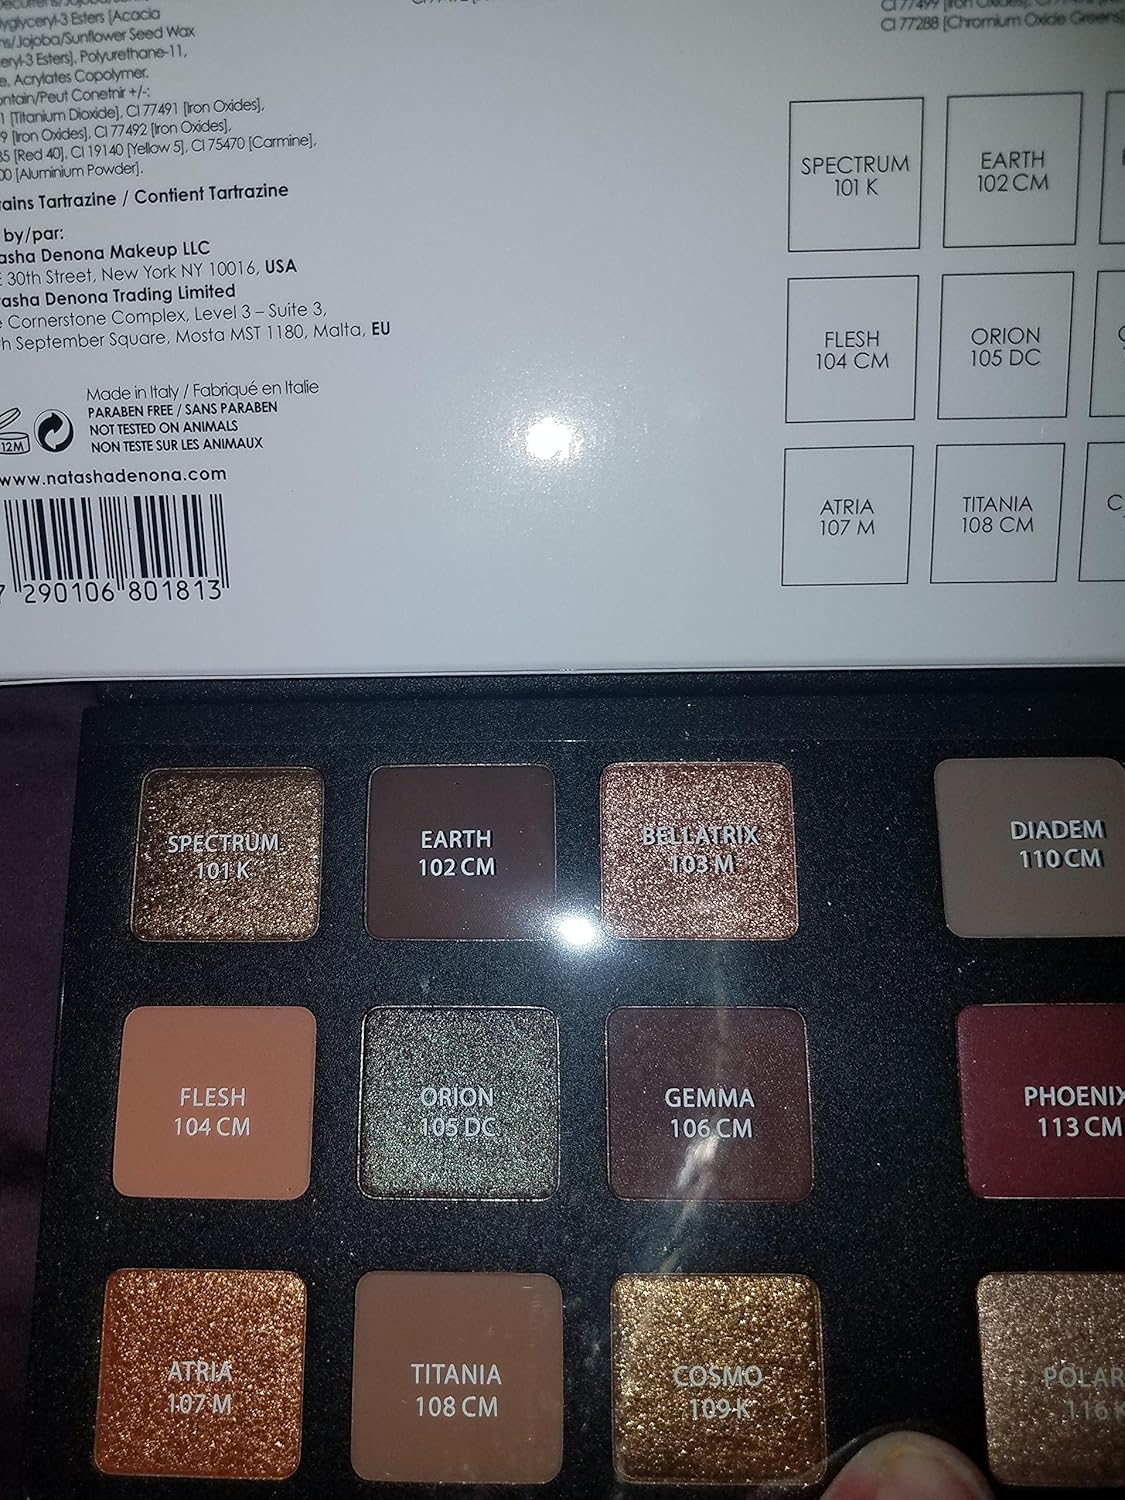 yglyceryl-3 Esters [Acacia
ns/Jojoba/Sunflower Seed Wax
eryl-3 Esters], Polyurethane-11,
e, Acrylates Copolymer.
ontain/Peut Conetnir +/-:
1 [Titanium Dioxide], CI 77491 [Iron Oxides],
9 [Iron Oxides], CI 77492 [Iron Oxides],
35 [Red 40], CI 19140 [Yellow 5], CI 75470 [Carmine],
00 [Aluminium Powder].
ains Tartrazine / Contient Tartrazine
by/par:
asha Denona Makeup LLC
E 30th Street, New York NY 10016, USA
asha Denona Trading Limited
e Cornerstone Complex, Level 3 – Suite 3,
h September Square, Mosta MST 1180, Malta, EU
Made in Italy / Fabriqué en Italie
PARABEN FREE / SANS PARABEN
NOT TESTED ON ANIMALS
NON TESTE SUR LES ANIMAUX
12M
www.natashadenona.com
7 290106 801813
CI 77499 [Iron Oxides],
CI 77288 [Chromium Oxide Greens]
SPECTRUM
101 K
EARTH
102 CM
FLESH
104 CM
ORION
105 DC
ATRIA
107 M
TITANIA
108 CM
SPECTRUM
101 K
EARTH
102 CM
BELLATRIX
103 M
DIADEM
110 CM
FLESH
104 CM
ORION
105 DC
GEMMA
106 CM
PHOENIX
113 CM
ATRIA
107 M
TITANIA
108 CM
COSMO
109 K
POLAR
116 K